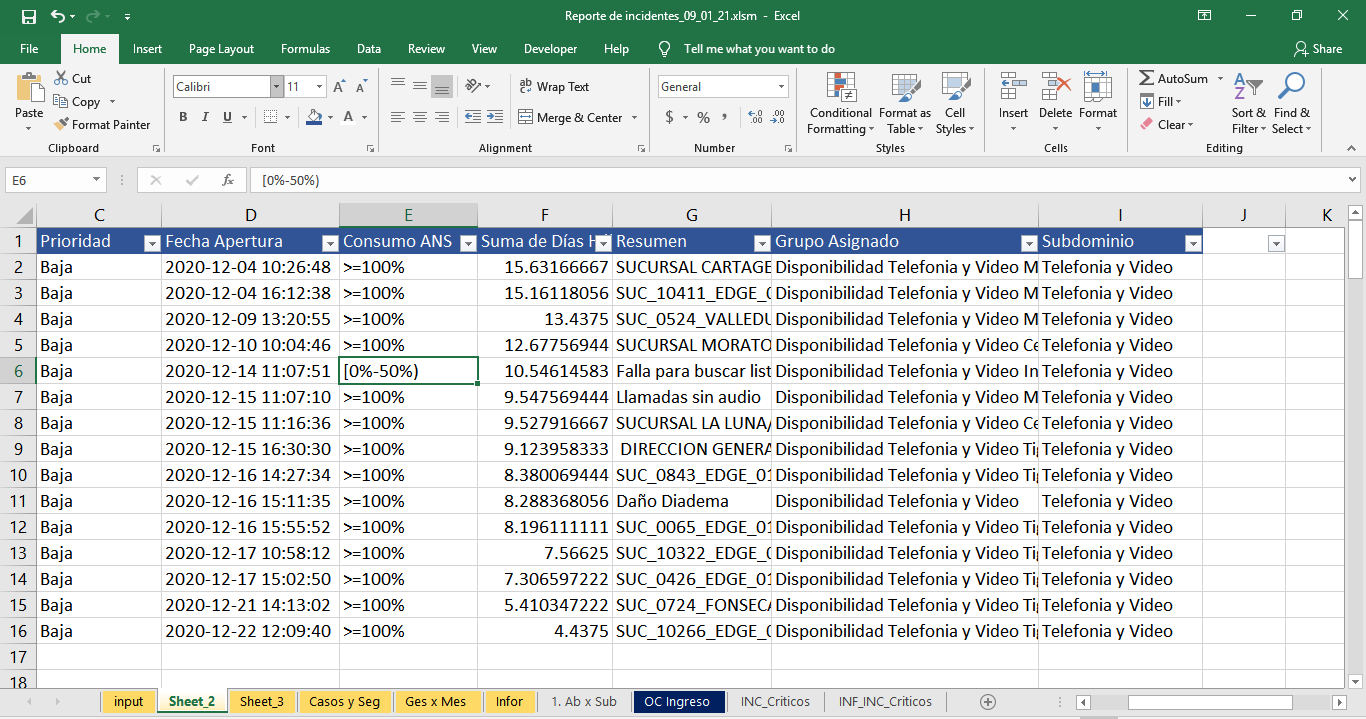 Reporte de incidentes_09_01_21.xlsm - Excel
File Home Insert Page Layout Formulas Data Review View Developer Help Tell me what you want to do Share
Cut
Copy
Format Painter
Paste
Clipboard
Calibri 11
B I U
Font
Wrap Text
Merge & Center
Alignment
General
$ % ,
Number
Conditional Formatting
Format as Table
Cell Styles
Styles
Insert Delete Format
Cells
AutoSum
Fill
Clear
Sort & Filter
Find & Select
Editing
E6 fx [0%-50%)
C D E F G H I J K
1 Prioridad Fecha Apertura Consumo ANS Suma de Días Resumen Grupo Asignado Subdominio
2 Baja 2020-12-04 10:26:48 >=100% 15.63166667 SUCURSAL CARTAGE Disponibilidad Telefonia y Video M Telefonia y Video
3 Baja 2020-12-04 16:12:38 >=100% 15.16118056 SUC_10411_EDGE_0 Disponibilidad Telefonia y Video M Telefonia y Video
4 Baja 2020-12-09 13:20:55 >=100% 13.4375 SUC_0524_VALLEDU Disponibilidad Telefonia y Video M Telefonia y Video
5 Baja 2020-12-10 10:04:46 >=100% 12.67756944 SUCURSAL MORATO Disponibilidad Telefonia y Video Ce Telefonia y Video
6 Baja 2020-12-14 11:07:51 [0%-50%) 10.54614583 Falla para buscar list Disponibilidad Telefonia y Video In Telefonia y Video
7 Baja 2020-12-15 11:07:10 >=100% 9.547569444 Llamadas sin audio Disponibilidad Telefonia y Video M Telefonia y Video
8 Baja 2020-12-15 11:16:36 >=100% 9.527916667 SUCURSAL LA LUNA/ Disponibilidad Telefonia y Video Ce Telefonia y Video
9 Baja 2020-12-15 16:30:30 >=100% 9.123958333 DIRECCION GENERA Disponibilidad Telefonia y Video Tig Telefonia y Video
10 Baja 2020-12-16 14:27:34 >=100% 8.380069444 SUC_0843_EDGE_01 Disponibilidad Telefonia y Video Tig Telefonia y Video
11 Baja 2020-12-16 15:11:35 >=100% 8.288368056 Daño Diadema Disponibilidad Telefonia y Video Telefonia y Video
12 Baja 2020-12-16 15:55:52 >=100% 8.196111111 SUC_0065_EDGE_01 Disponibilidad Telefonia y Video Tig Telefonia y Video
13 Baja 2020-12-17 10:58:12 >=100% 7.56625 SUC_10322_EDGE_0 Disponibilidad Telefonia y Video Tig Telefonia y Video
14 Baja 2020-12-17 15:02:50 >=100% 7.306597222 SUC_0426_EDGE_01 Disponibilidad Telefonia y Video Tig Telefonia y Video
15 Baja 2020-12-21 14:13:02 >=100% 5.410347222 SUC_0724_FONSECA Disponibilidad Telefonia y Video Tig Telefonia y Video
16 Baja 2020-12-22 12:09:40 >=100% 4.4375 SUC_10266_EDGE_0 Disponibilidad Telefonia y Video Tig Telefonia y Video
17
18
input Sheet_2 Sheet_3 Casos y Seg Ges x Mes Infor 1. Ab x Sub OC Ingreso INC_Criticos INF_INC_Criticos